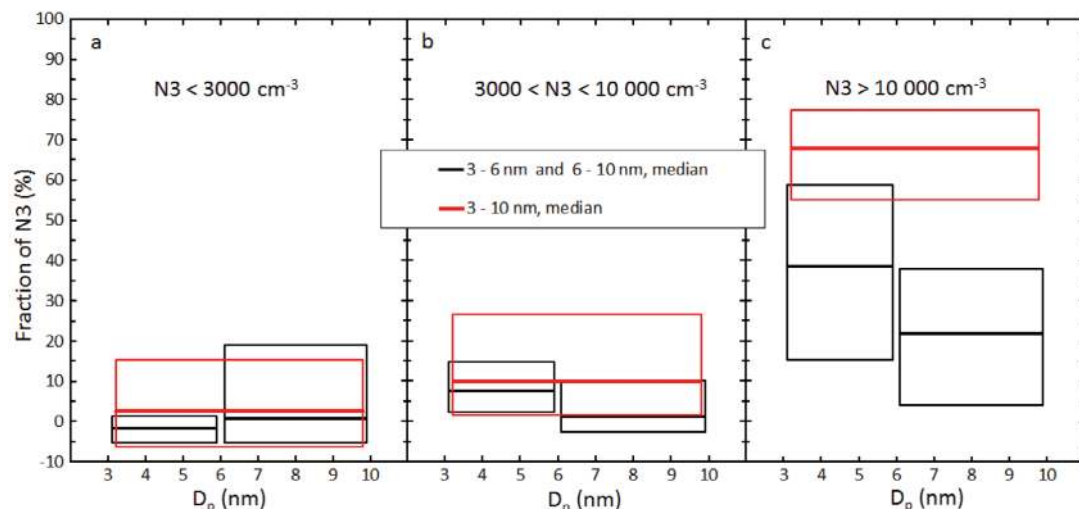 a
b
c
N3 < 3000 cm⁻³
3000 < N3 < 10 000 cm⁻³
N3 > 10 000 cm⁻³
3 - 6 nm and 6 - 10 nm, median
3 - 10 nm, median
Fraction of N3 (%)
100
90
80
70
60
50
40
30
20
10
0
-10
3 4 5 6 7 8 9 10
3 4 5 6 7 8 9 10
3 4 5 6 7 8 9 10
Dₚ (nm)
Dₚ (nm)
Dₚ (nm)